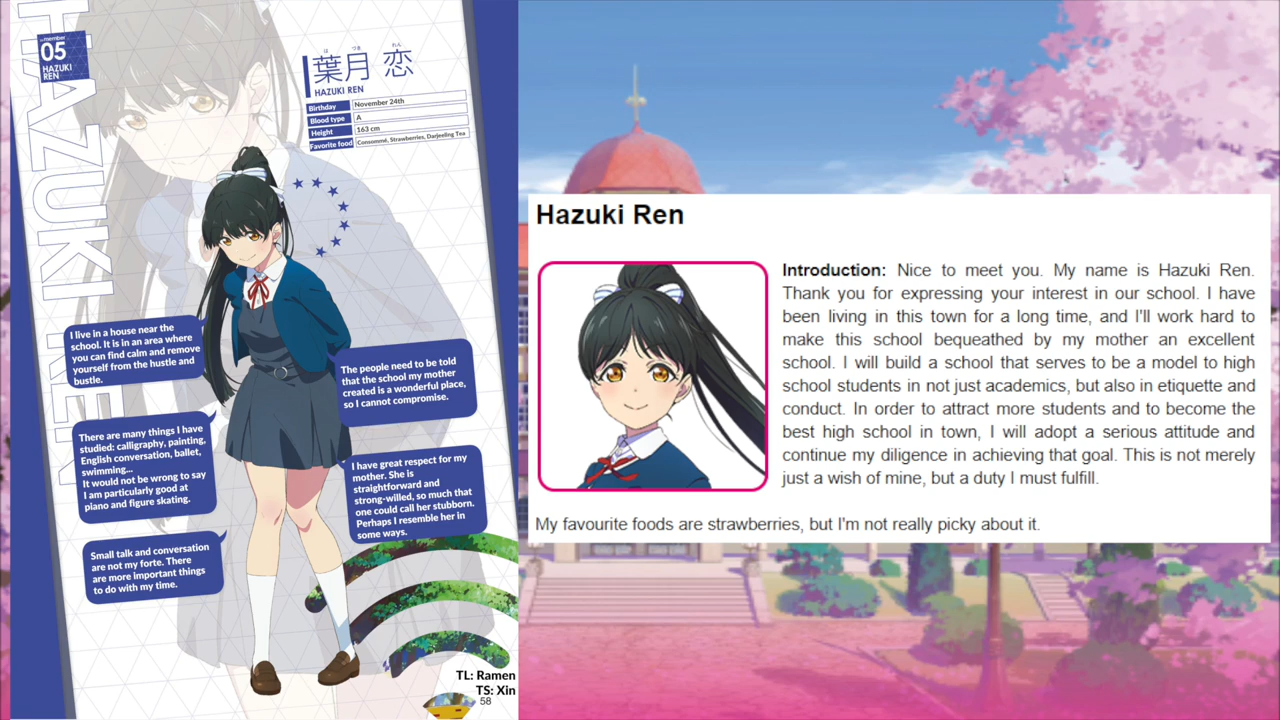 member
05
HAZUKI
REN
HAZUKI REN
は づき れん
葉月 恋
HAZUKI REN
Birthday November 24th
Blood type A
Height 163 cm
Favorite food Consommé, Strawberries, Darjeeling Tea
I live in a house near the
school. It is in an area where
you can find calm and remove
yourself from the hustle and
bustle.
The people need to be told
that the school my mother
created is a wonderful place,
so I cannot compromise.
There are many things I have
studied: calligraphy, painting,
English conversation, ballet,
swimming...
It would not be wrong to say
I am particularly good at
piano and figure skating.
I have great respect for my
mother. She is
straightforward and
strong-willed, so much that
one could call her stubborn.
Perhaps I resemble her in
some ways.
Small talk and conversation
are not my forte. There
are more important things
to do with my time.
TL: Ramen
TS: Xin
58
Hazuki Ren
Introduction: Nice to meet you. My name is Hazuki Ren.
Thank you for expressing your interest in our school. I have
been living in this town for a long time, and I'll work hard to
make this school bequeathed by my mother an excellent
school. I will build a school that serves to be a model to high
school students in not just academics, but also in etiquette and
conduct. In order to attract more students and to become the
best high school in town, I will adopt a serious attitude and
continue my diligence in achieving that goal. This is not merely
just a wish of mine, but a duty I must fulfill.
My favourite foods are strawberries, but I'm not really picky about it.